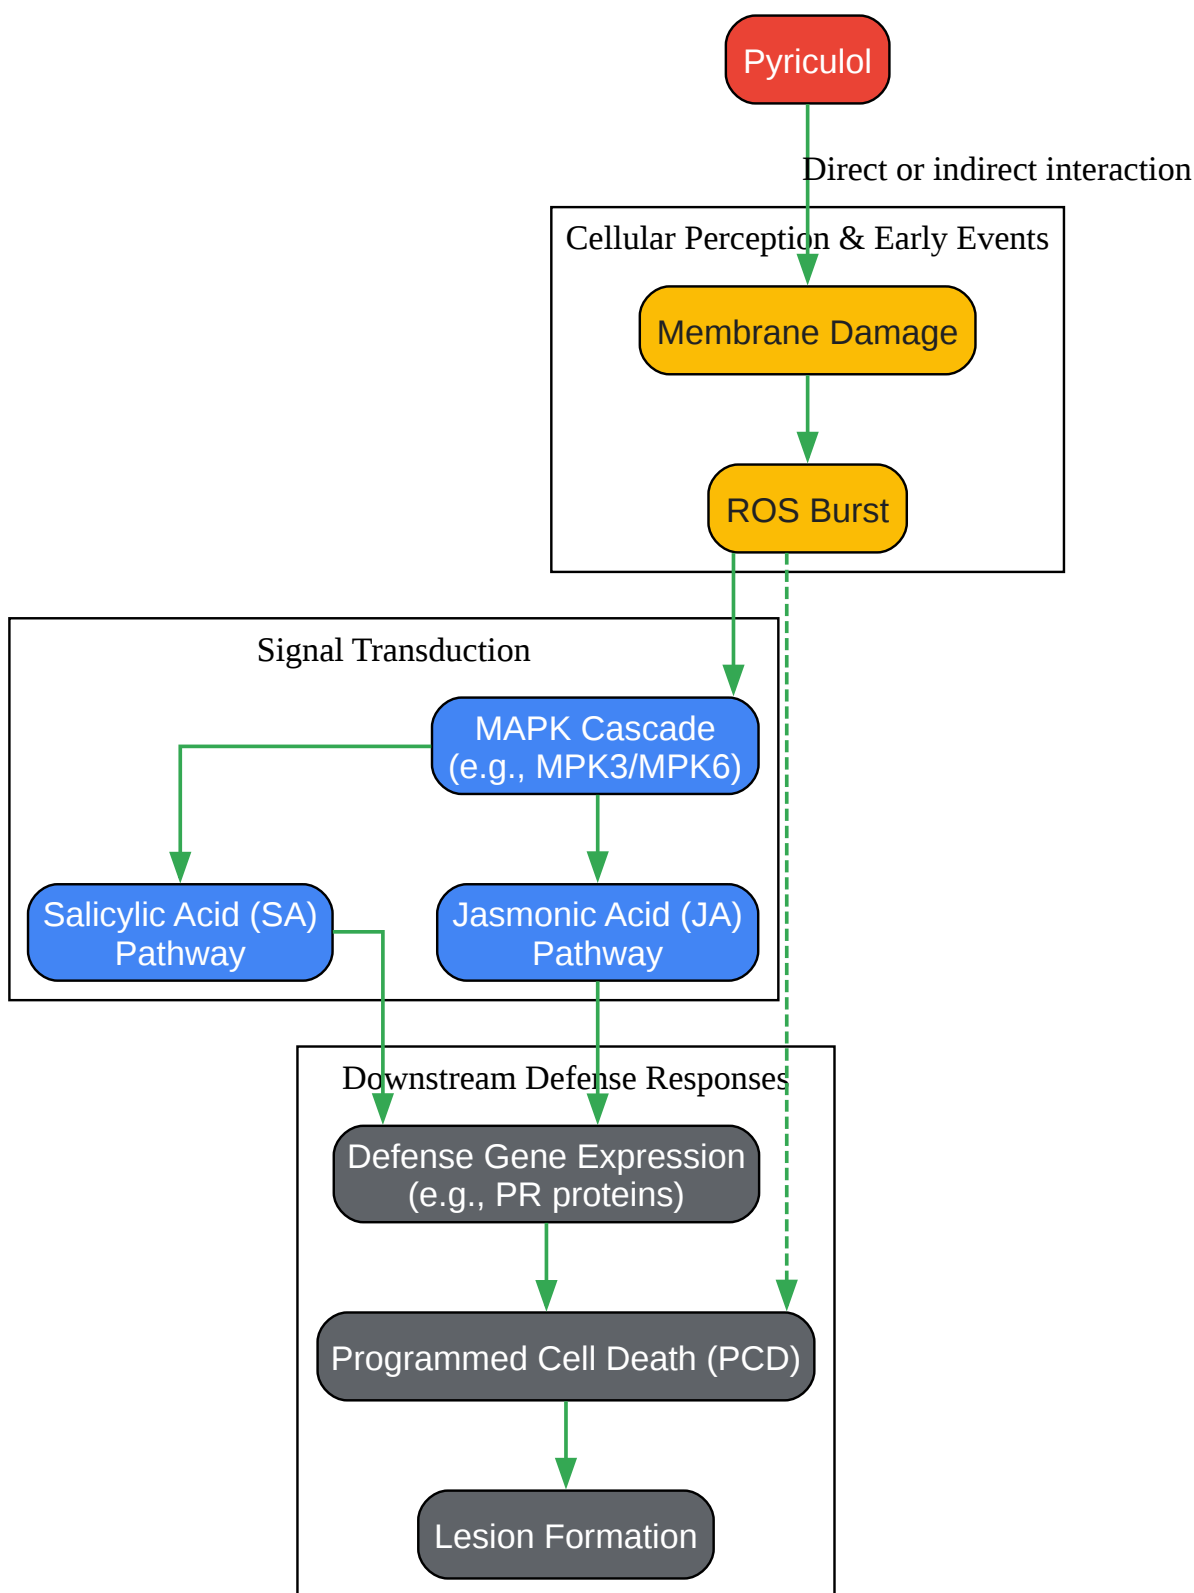 Pyriculol
Direct or indirect interaction
Cellular Perception & Early Events
Membrane Damage
ROS Burst
Signal Transduction
MAPK Cascade
(e.g., MPK3/MPK6)
Salicylic Acid (SA)
Pathway
Jasmonic Acid (JA)
Pathway
Downstream Defense Responses
Defense Gene Expression
(e.g., PR proteins)
Programmed Cell Death (PCD)
Lesion Formation